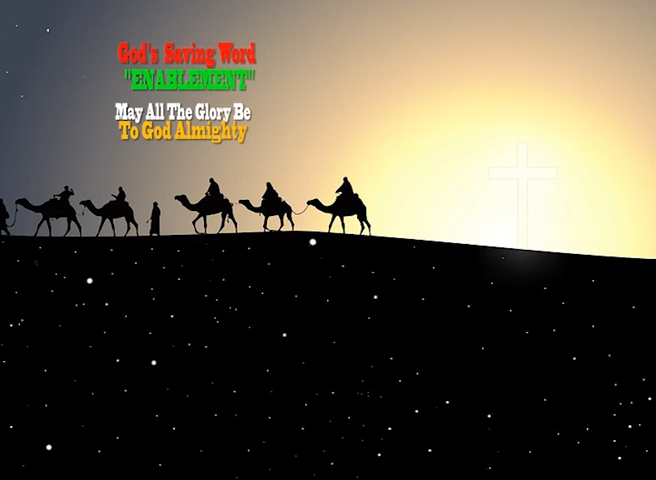 God's Saving Word
"ENABLEMENT"
May All The Glory Be
To God Almighty